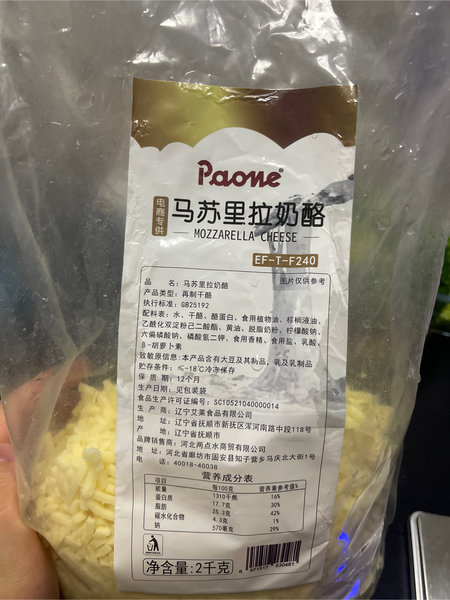 Paone®
电商专供
马苏里拉奶酪
MOZZARELLA CHEESE
EF-T-F240
图片仅供参考
品 名：马苏里拉奶酪
产品类型：再制干酪
执行标准：GB25192
配料表：水，干酪、酪蛋白、食用植物油、棕榈液油、
乙酰化双淀粉己二酸酯、黄油、脱脂奶粉、柠檬酸钠、
六偏磷酸钠、磷酸氢二钾、食用香精、食用盐、乳酸、
β-胡萝卜素
致敏原信息：本产品含有大豆及其制品，乳及乳制品
贮存条件：≤-18℃冷冻保存
保 质 期：12个月
生产日期：见包装袋
食品生产许可证编号：SC10521040000014
生 产 商：辽宁艾莱食品有限公司
地 址：辽宁省抚顺市新抚区浑河南路中段118号
产 地：辽宁省抚顺市
品牌销售商：河北两点水商贸有限公司
地 址：河北省廊坊市固安县知子营乡马庆北大街1号
电 话：40018-40038
营养成分表
项目 每100克 营养素参考值%
能量 1310千焦 16%
蛋白质 17.7克 30%
脂肪 25.3克 42%
碳水化合物 4.3克 1%
钠 570毫克 29%
净含量:2千克
6 971517 030481